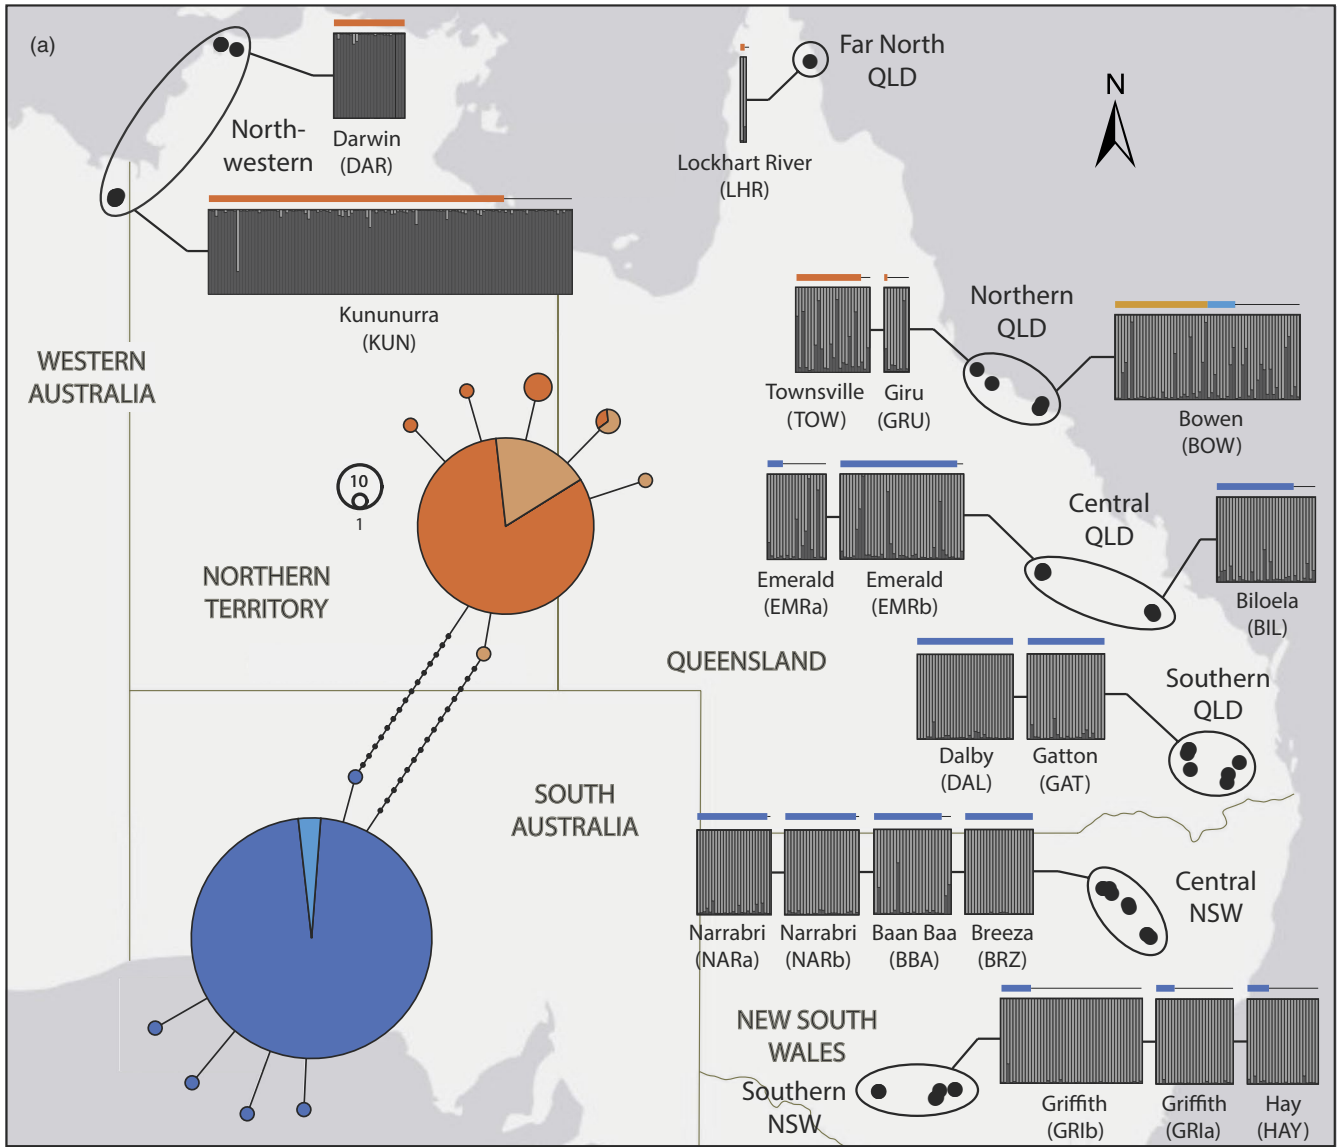 (a)
Far North
QLD
N
North-
western
Darwin
(DAR)
Lockhart River
(LHR)
Kununurra
(KUN)
WESTERN
AUSTRALIA
Northern
QLD
Townsville
(TOW)
Giru
(GRU)
Bowen
(BOW)
10
1
Central
QLD
Emerald
(EMRa)
Emerald
(EMRb)
Biloela
(BIL)
NORTHERN
TERRITORY
QUEENSLAND
Southern
QLD
Dalby
(DAL)
Gatton
(GAT)
SOUTH
AUSTRALIA
Central
NSW
Narrabri
(NARa)
Narrabri
(NARb)
Baan Baa
(BBA)
Breeza
(BRZ)
NEW SOUTH
WALES
Southern
NSW
Griffith
(GRIb)
Griffith
(GRIa)
Hay
(HAY)